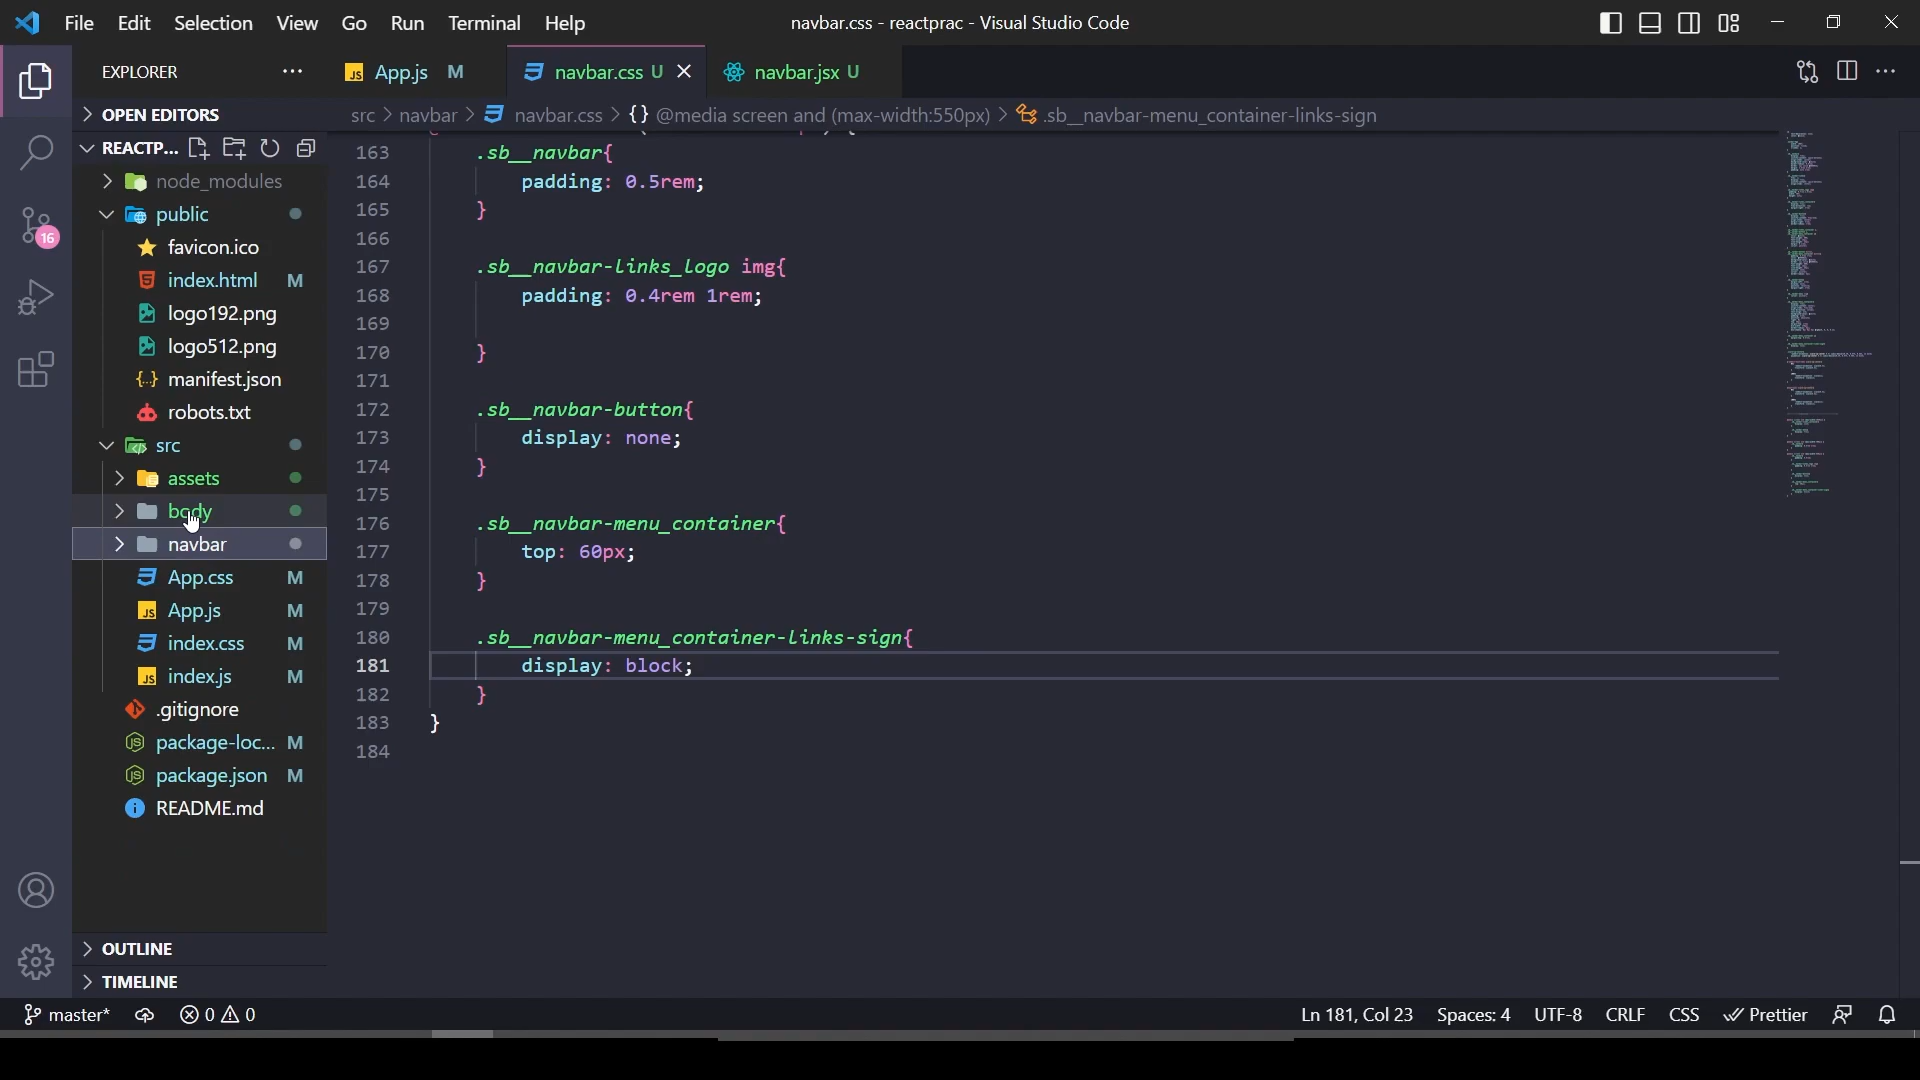 File Edit Selection View Go Run Terminal Help
navbar.css - reactprac - Visual Studio Code
EXPLORER
App.js M
navbar.css U
navbar.jsx U
OPEN EDITORS
src > navbar > navbar.css > {} @media screen and (max-width:550px) > .sb__navbar-menu_container-links-sign
REACTP...
node_modules
public
favicon.ico
index.html M
logo192.png
logo512.png
manifest.json
robots.txt
src
assets
body
navbar
App.css M
App.js M
index.css M
index.js M
.gitignore
package-loc... M
package.json M
README.md
OUTLINE
TIMELINE
16
163 .sb__navbar{
164 padding: 0.5rem;
165 }
166
167 .sb__navbar-links_logo img{
168 padding: 0.4rem 1rem;
169
170 }
171
172 .sb__navbar-button{
173 display: none;
174 }
175
176 .sb__navbar-menu_container{
177 top: 60px;
178 }
179
180 .sb__navbar-menu_container-links-sign{
181 display: block;
182 }
183 }
184
master* 0 0
Ln 181, Col 23 Spaces: 4 UTF-8 CRLF CSS Prettier